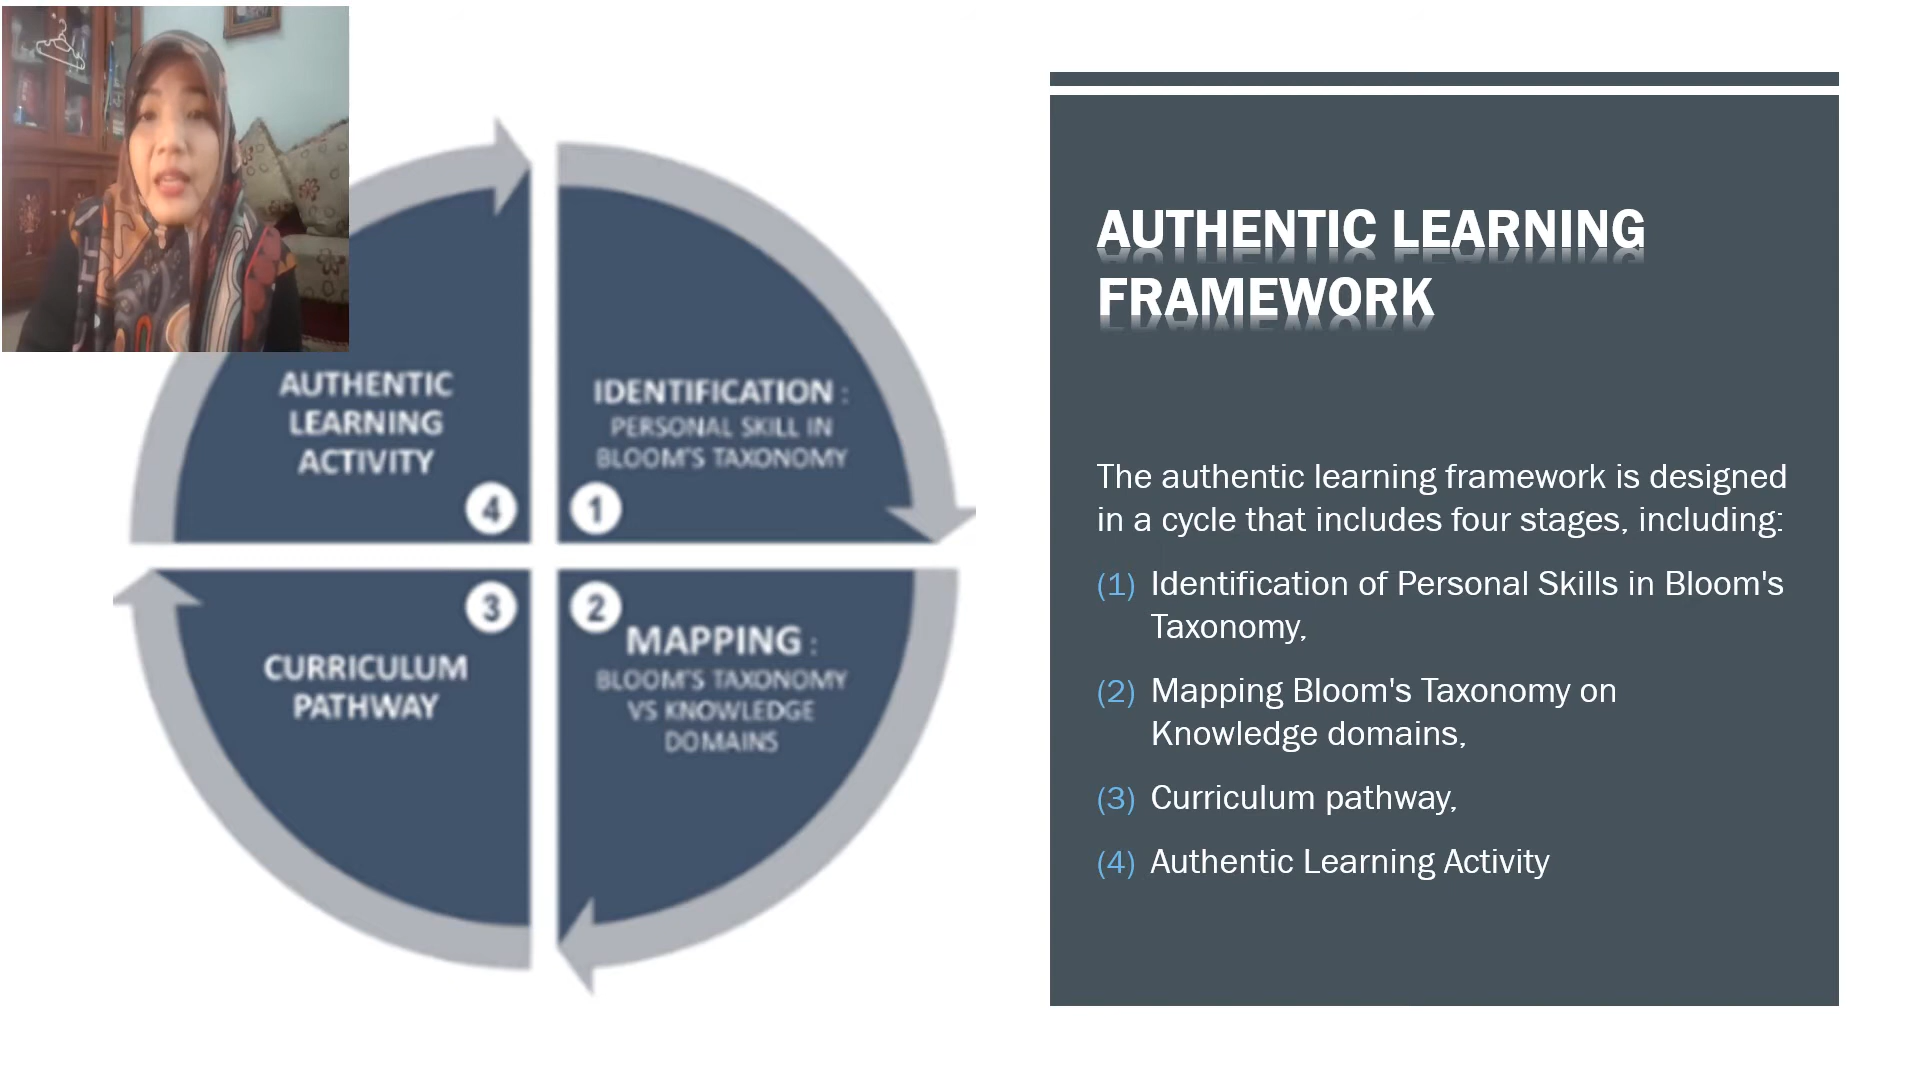 AUTHENTIC
LEARNING
ACTIVITY
4
IDENTIFICATION :
PERSONAL SKILL IN
BLOOM'S TAXONOMY
1
3
CURRICULUM
PATHWAY
2
MAPPING :
BLOOM'S TAXONOMY
VS KNOWLEDGE
DOMAINS
AUTHENTIC LEARNING
FRAMEWORK
The authentic learning framework is designed
in a cycle that includes four stages, including:
(1) Identification of Personal Skills in Bloom's
Taxonomy,
(2) Mapping Bloom's Taxonomy on
Knowledge domains,
(3) Curriculum pathway,
(4) Authentic Learning Activity